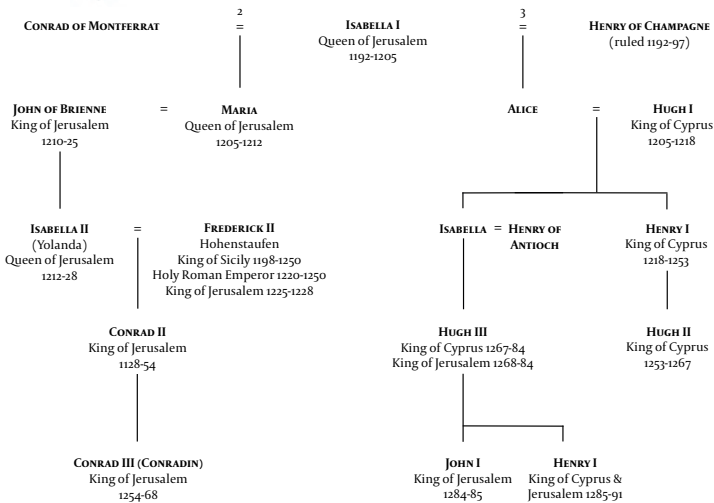 2
3
CONRAD OF MONTFERRAT = ISABELLA I = HENRY OF CHAMPAGNE
Queen of Jerusalem (ruled 1192-97)
1192-1205
JOHN OF BRIENNE = MARIA ALICE = HUGH I
King of Jerusalem Queen of Jerusalem King of Cyprus
1210-25 1205-1212 1205-1218
ISABELLA II = FREDERICK II ISABELLA = HENRY OF HENRY I
(Yolanda) Hohenstaufen ANTIOCH King of Cyprus
Queen of Jerusalem King of Sicily 1198-1250 1218-1253
1212-28 Holy Roman Emperor 1220-1250
King of Jerusalem 1225-1228
CONRAD II HUGH III HUGH II
King of Jerusalem King of Cyprus 1267-84 King of Cyprus
1128-54 King of Jerusalem 1268-84 1253-1267
CONRAD III (CONRADIN) JOHN I HENRY I
King of Jerusalem King of Jerusalem King of Cyprus &
1254-68 1284-85 Jerusalem 1285-91